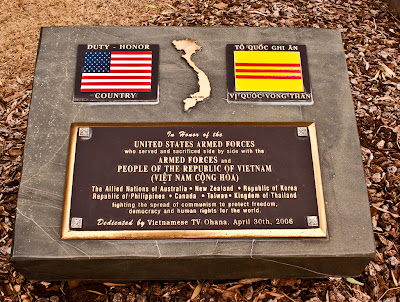 DUTY - HONOR
COUNTRY
TỔ QUỐC GHI ÂN
VỊ QUỐC VONG THÂN
In Honor of the
UNITED STATES ARMED FORCES
who served and sacrificed side by side with the
ARMED FORCES and
PEOPLE OF THE REPUBLIC OF VIETNAM
(VIỆT NAM CỘNG HÒA)
The Allied Nations of Australia • New Zealand • Republic of Korea
Republic of Philippines • Canada • Taiwan • Kingdom of Thailand
fighting the spread of communism to protect freedom,
democracy and human rights for the world.
Dedicated by Vietnamese TV Ohana, April 30th, 2006